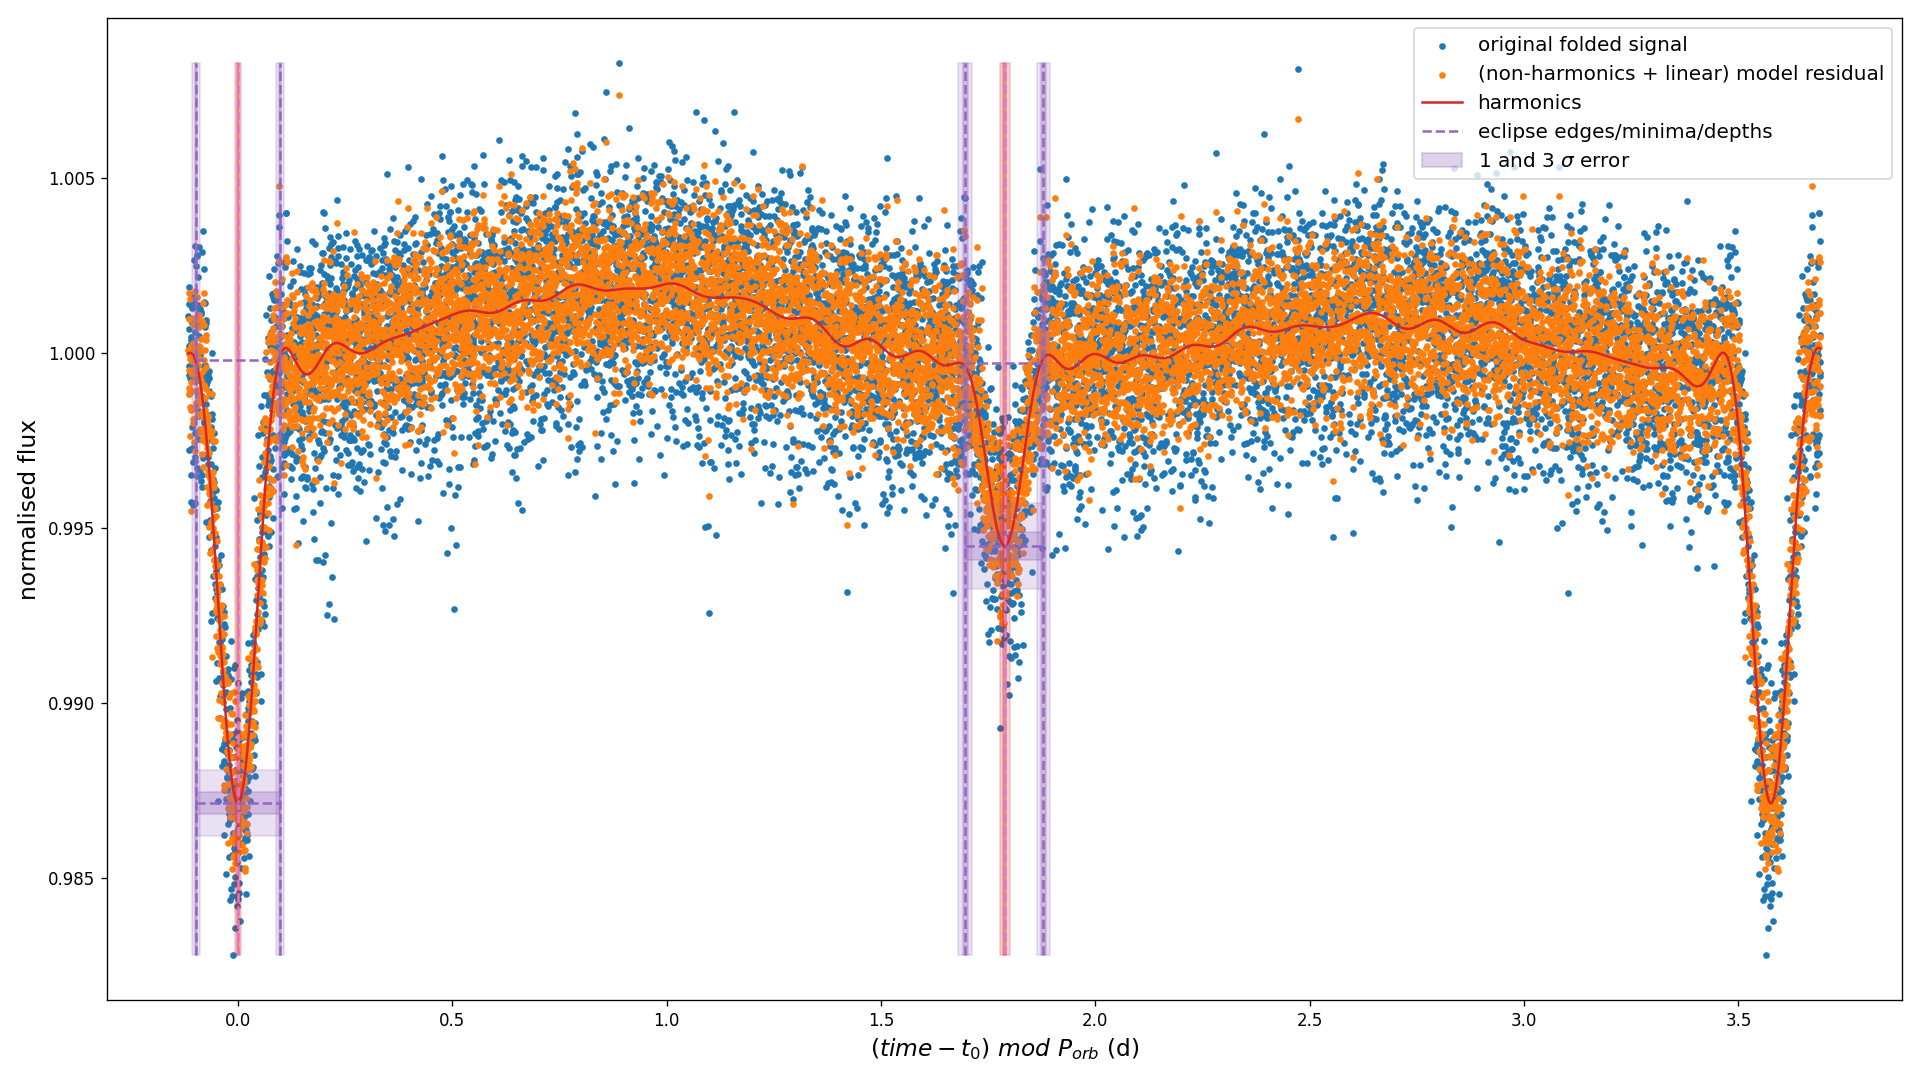 original folded signal
(non-harmonics + linear) model residual
harmonics
eclipse edges/minima/depths
1 and 3 σ error
normalised flux
1.005
1.000
0.995
0.990
0.985
0.0 0.5 1.0 1.5 2.0 2.5 3.0 3.5
(time − t₀) mod P_orb (d)